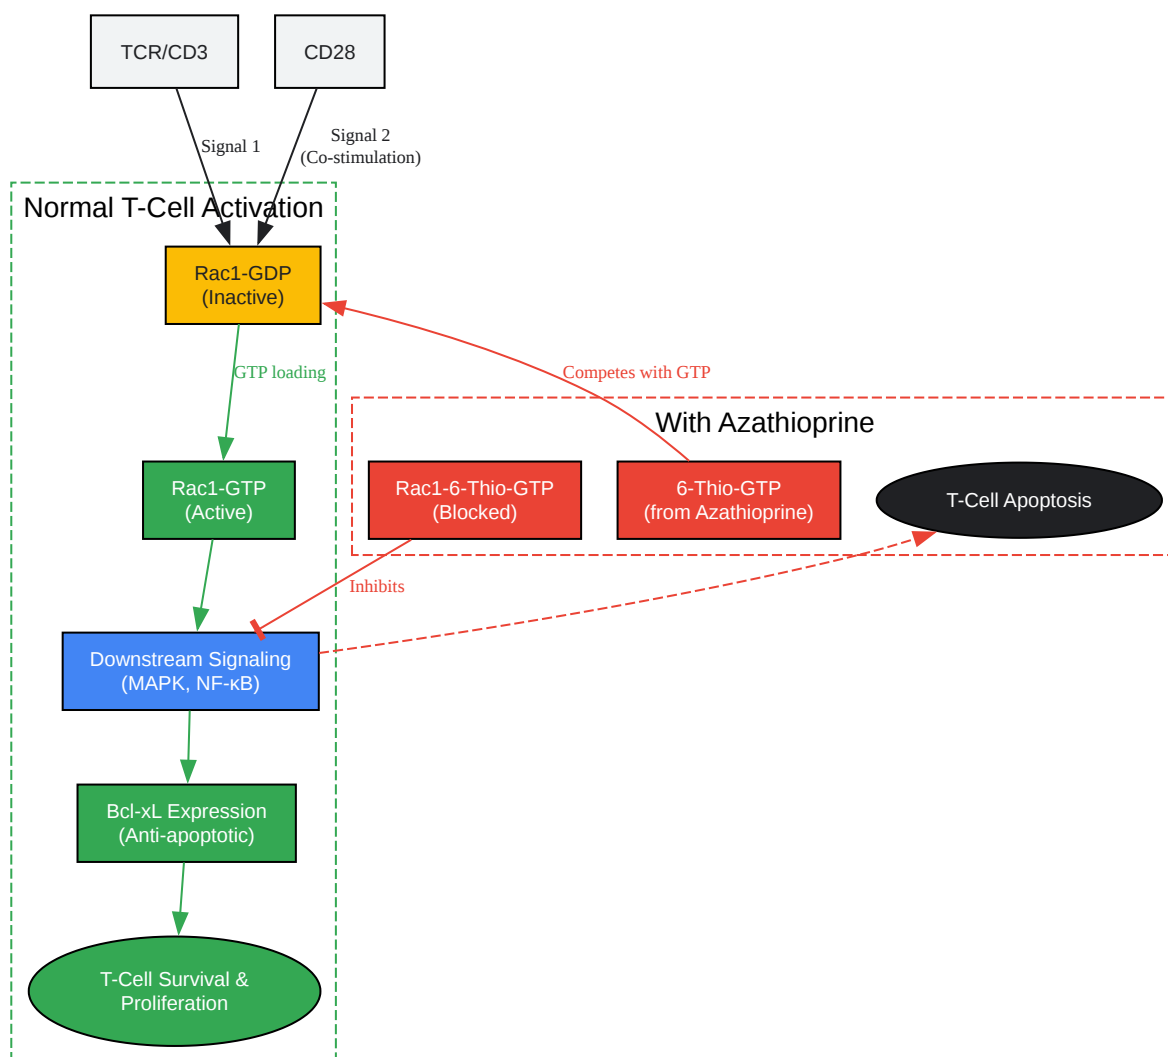 TCR/CD3
CD28
Signal 1
Signal 2
(Co-stimulation)
Normal T-Cell Activation
Rac1-GDP
(Inactive)
GTP loading
Competes with GTP
With Azathioprine
Rac1-GTP
(Active)
Rac1-6-Thio-GTP
(Blocked)
6-Thio-GTP
(from Azathioprine)
T-Cell Apoptosis
Inhibits
Downstream Signaling
(MAPK, NF-κB)
Bcl-xL Expression
(Anti-apoptotic)
T-Cell Survival &
Proliferation